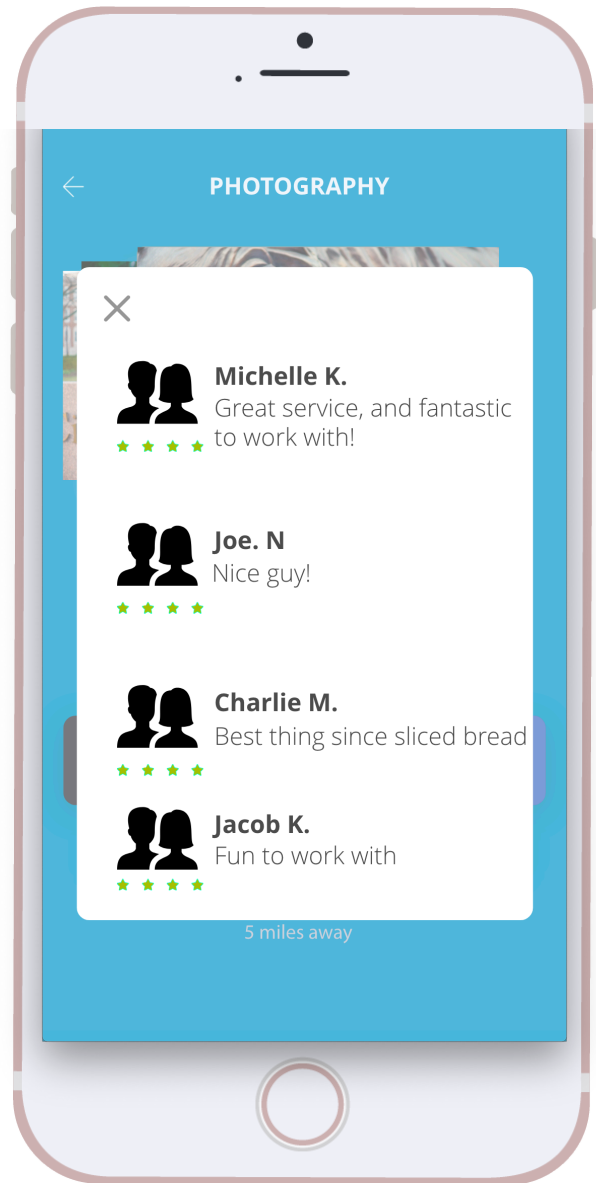 PHOTOGRAPHY
Michelle K.
Great service, and fantastic
to work with!
Joe. N
Nice guy!
Charlie M.
Best thing since sliced bread
Jacob K.
Fun to work with
5 miles away